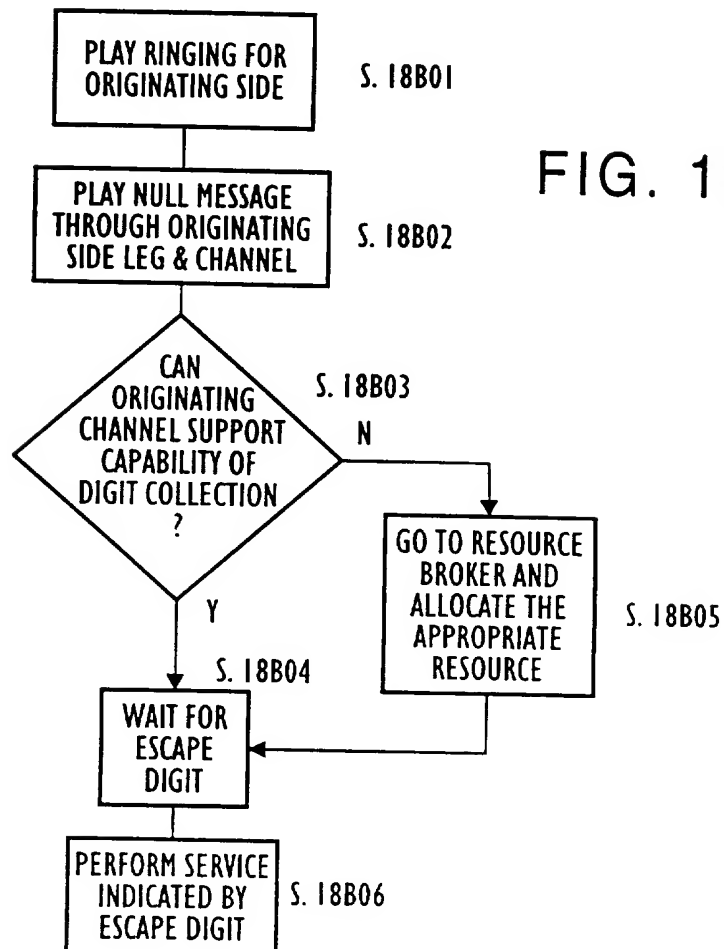 PLAY RINGING FOR
ORIGINATING SIDE
S. 18B01
FIG. 1
PLAY NULL MESSAGE
THROUGH ORIGINATING
SIDE LEG & CHANNEL
S. 18B02
CAN
ORIGINATING
CHANNEL SUPPORT
CAPABILITY OF
DIGIT COLLECTION
?
S. 18B03
N
Y
GO TO RESOURCE
BROKER AND
ALLOCATE THE
APPROPRIATE
RESOURCE
S. 18B05
S. 18B04
WAIT FOR
ESCAPE
DIGIT
PERFORM SERVICE
INDICATED BY
ESCAPE DIGIT
S. 18B06